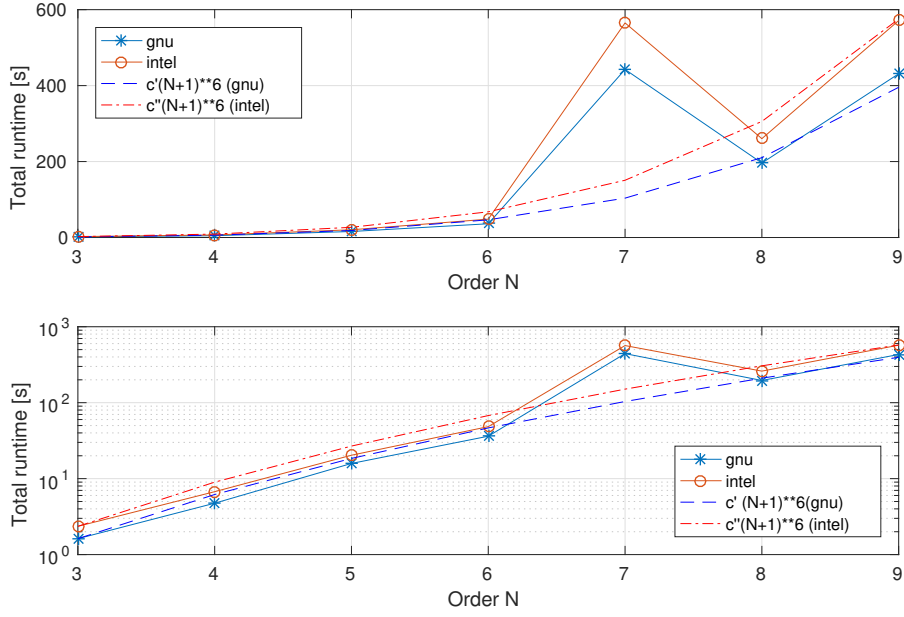 600
400
200
0
Total runtime [s]
gnu
intel
c'(N+1)**6 (gnu)
c''(N+1)**6 (intel)
3 4 5 6 7 8 9
Order N
10^3
10^2
10^1
10^0
Total runtime [s]
gnu
intel
c' (N+1)**6(gnu)
c''(N+1)**6 (intel)
3 4 5 6 7 8 9
Order N